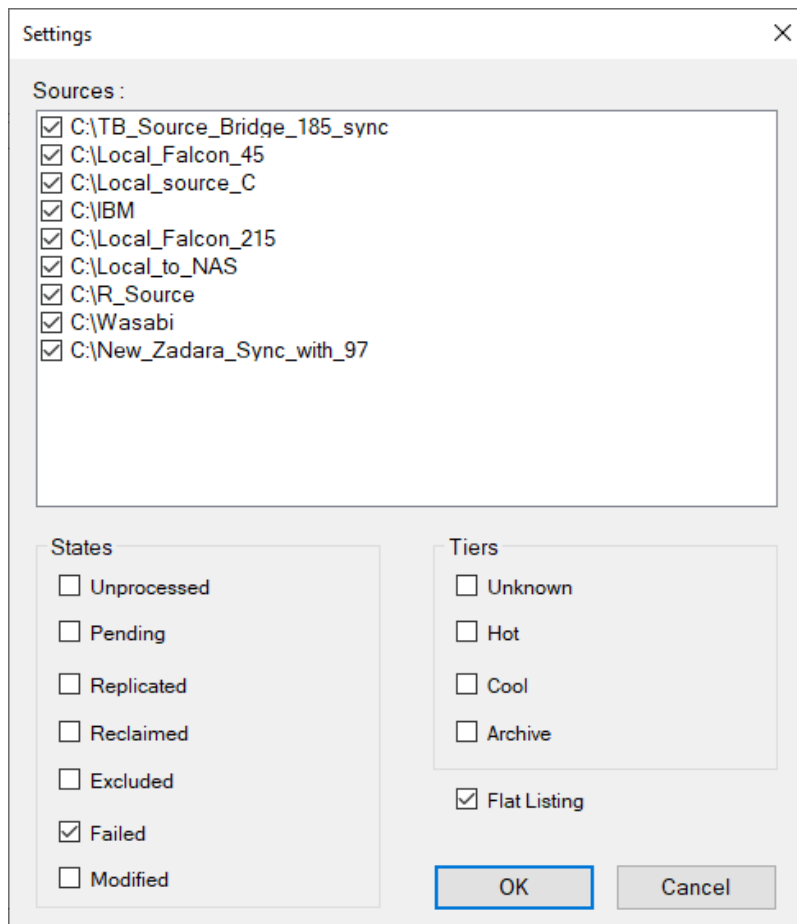 Settings
Sources :
C:\TB_Source_Bridge_185_sync
C:\Local_Falcon_45
C:\Local_source_C
C:\IBM
C:\Local_Falcon_215
C:\Local_to_NAS
C:\R_Source
C:\Wasabi
C:\New_Zadara_Sync_with_97
States
Unprocessed
Pending
Replicated
Reclaimed
Excluded
Failed
Modified
Tiers
Unknown
Hot
Cool
Archive
Flat Listing
OK
Cancel